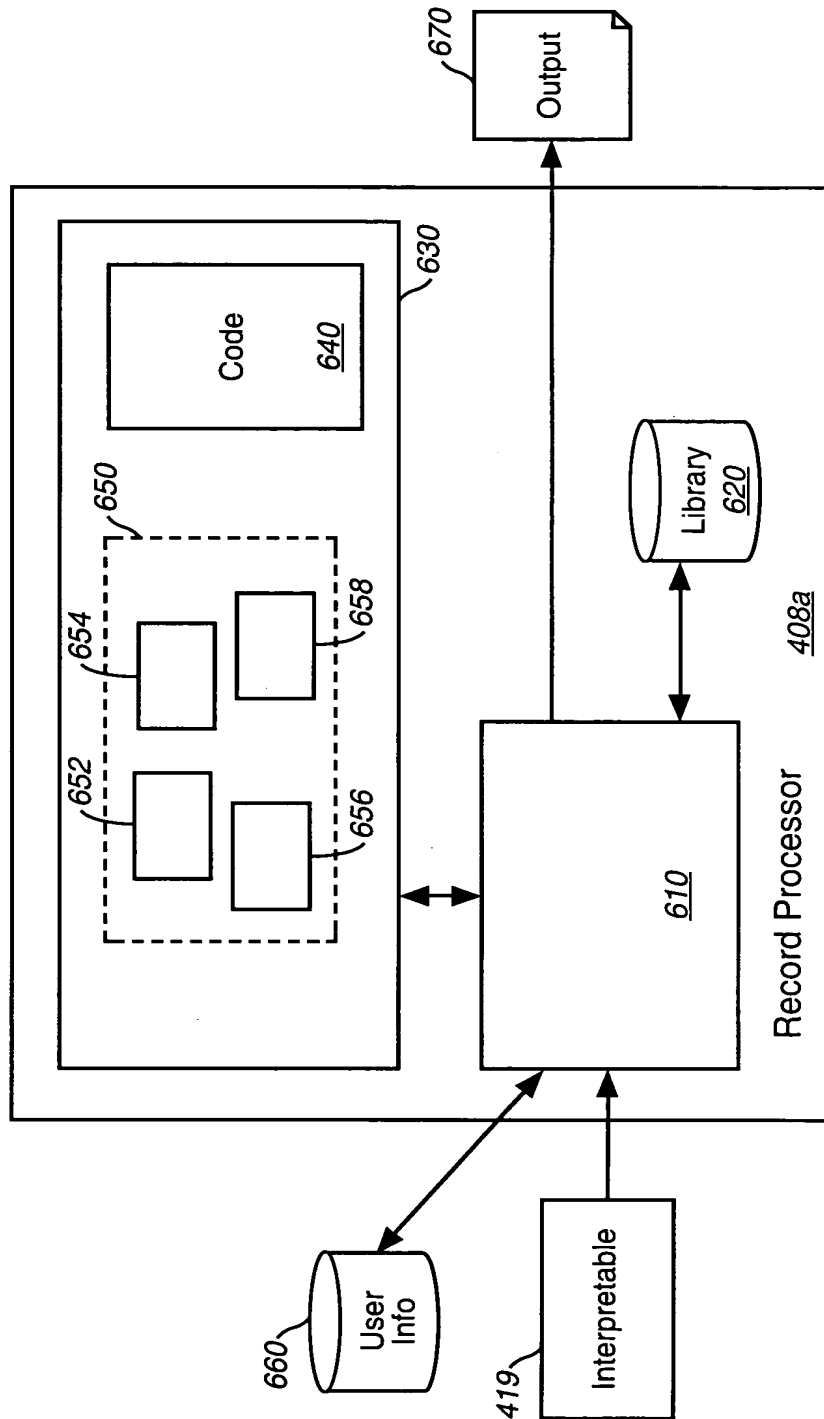 650
652
654
656
658
Code
640
630
670
Output
660
User
Info
610
Library
620
419
Interpretable
Record Processor
408a